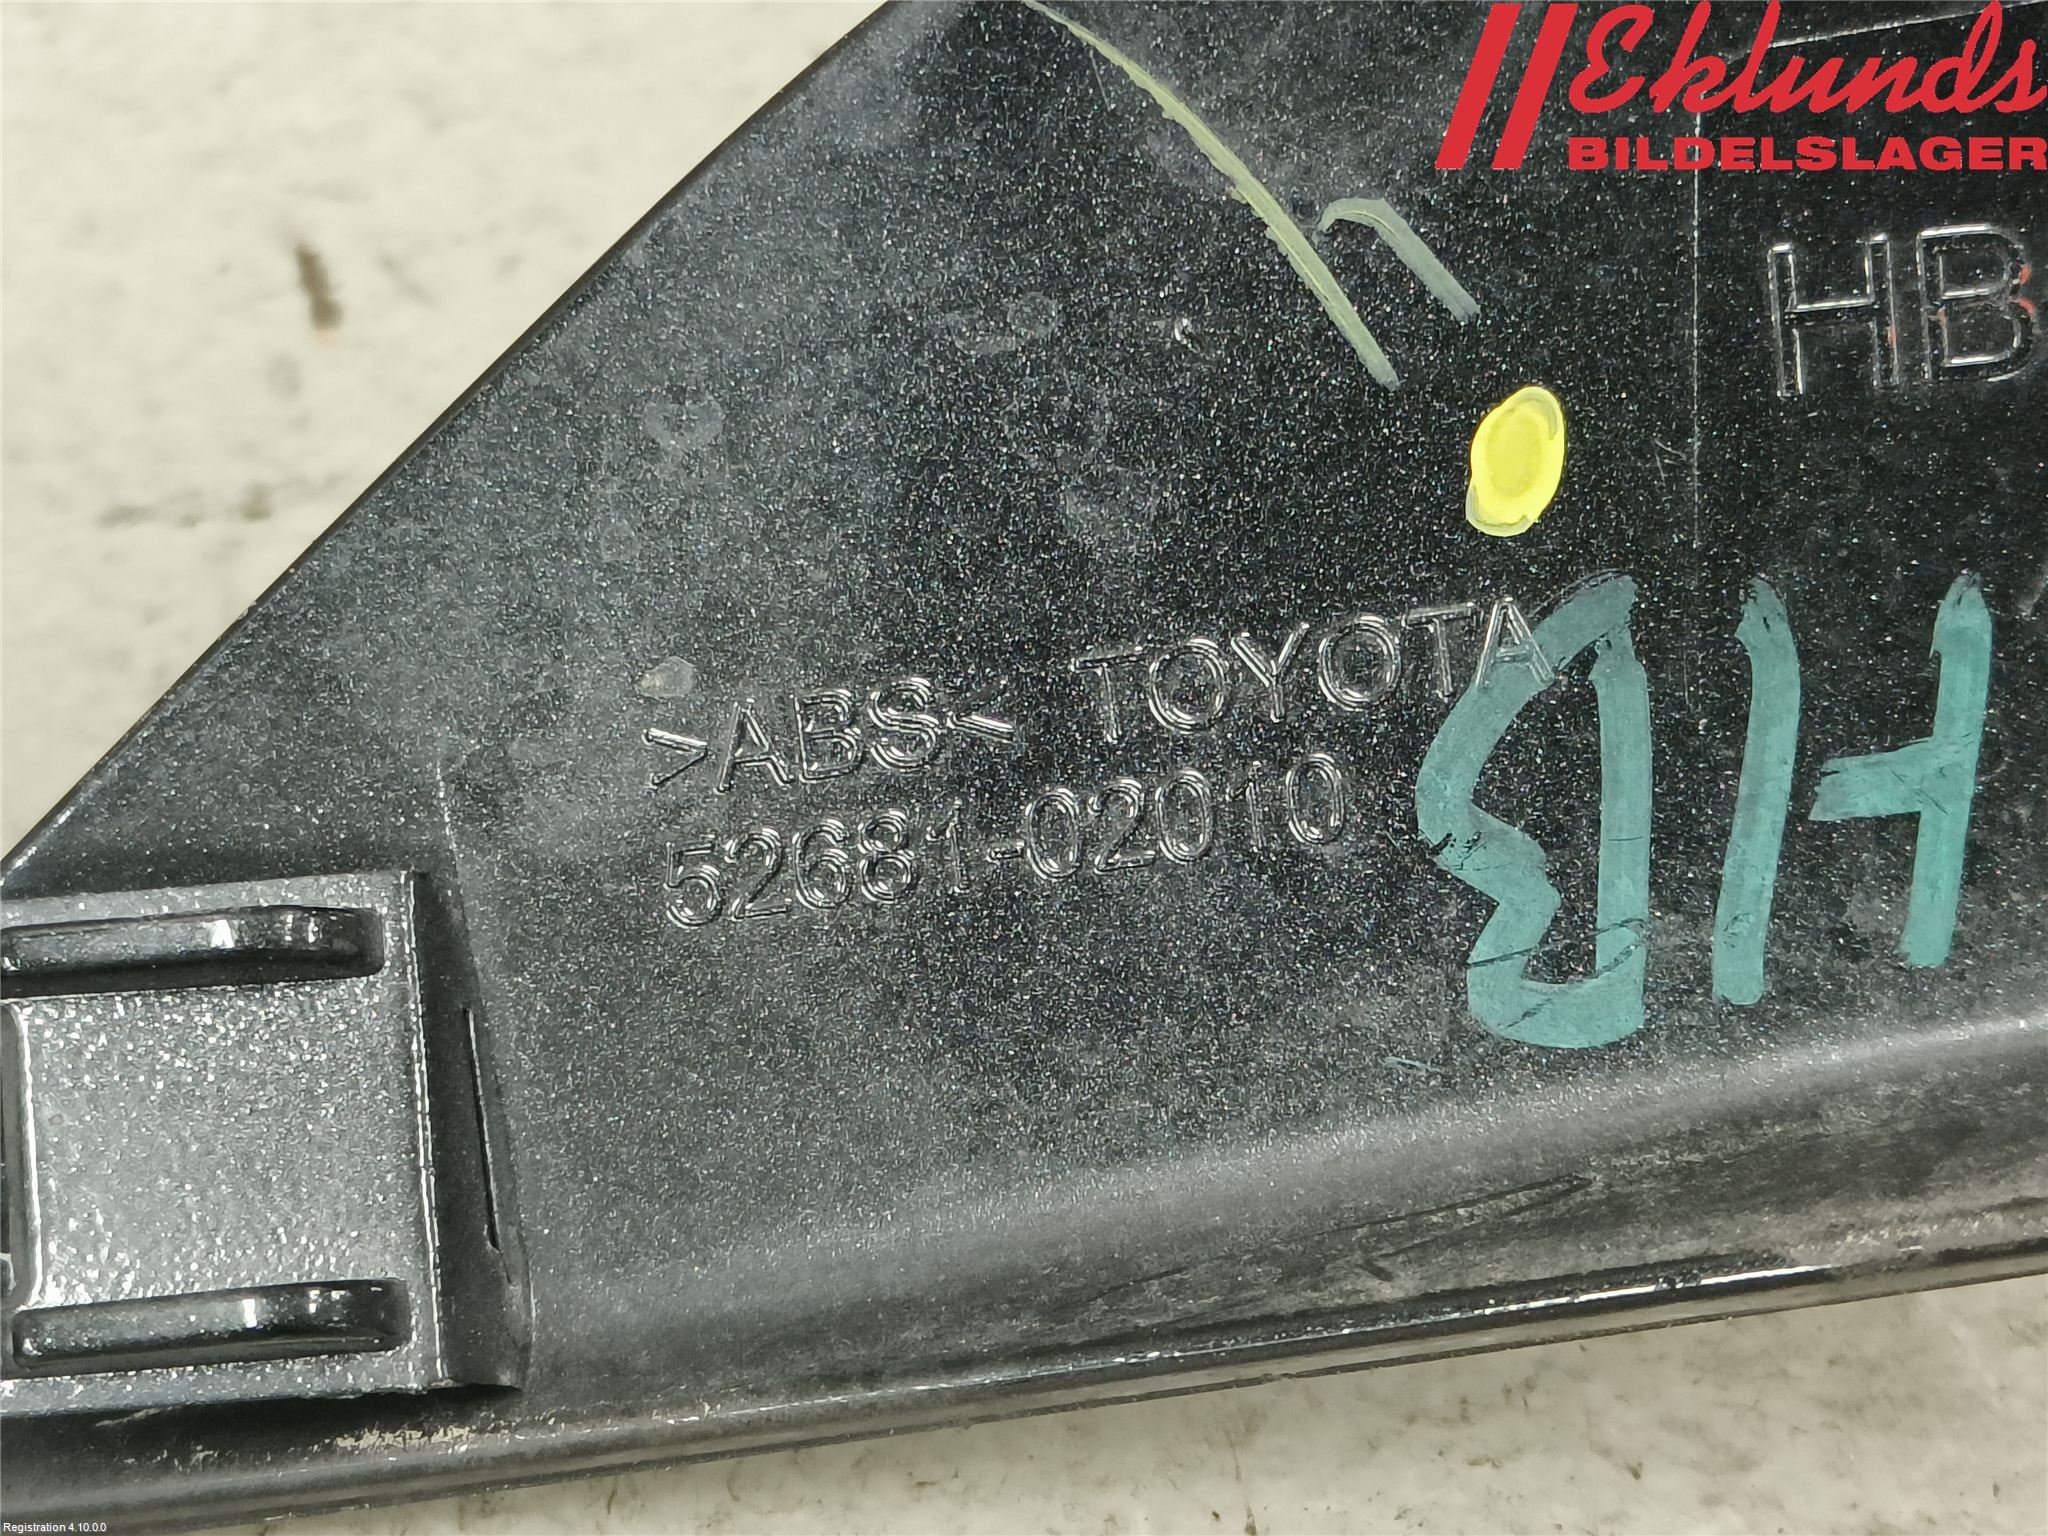 Eklunds
BILDELSLAGER
HB
>ABS< TOYOTA
52681-02010
Registration 4.10.0.0